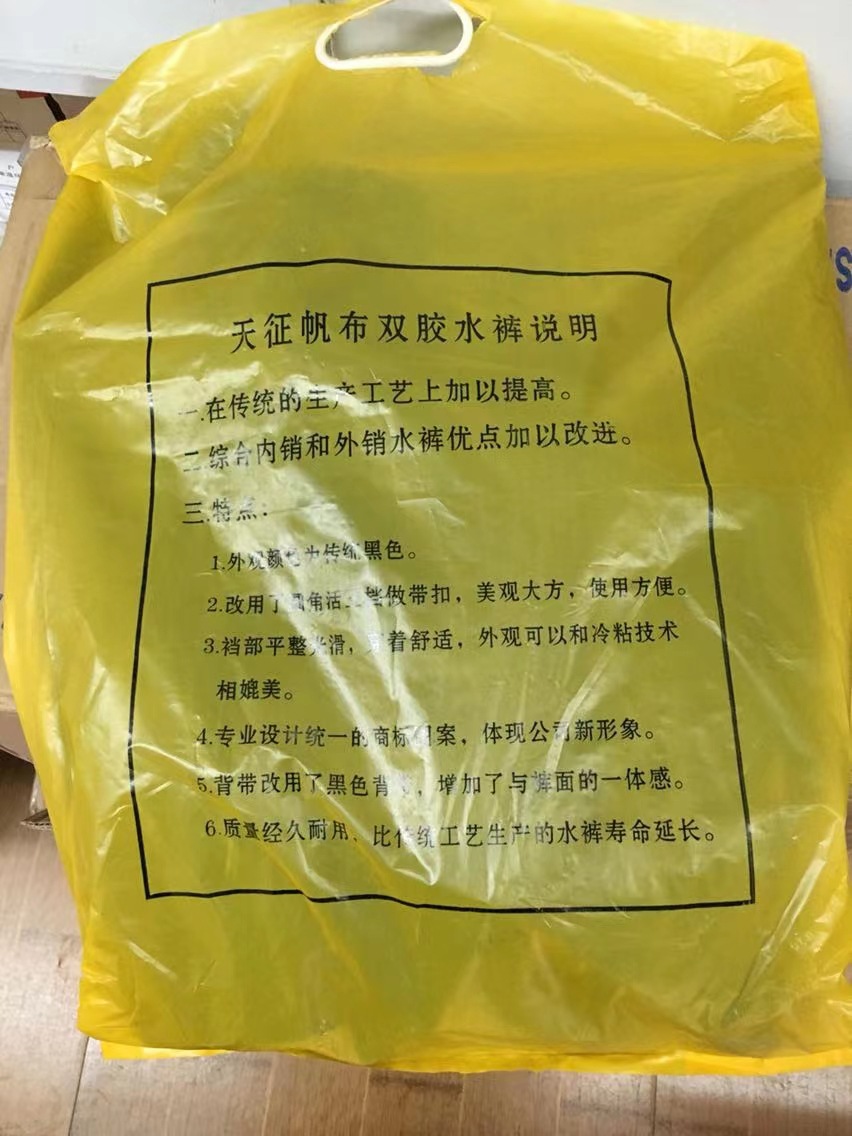 天征帆布双胶水裤说明
一.在传统的生产工艺上加以提高。
二.综合内销和外销水裤优点加以改进。
三.特点:
1.外观颜色为传统黑色。
2.改用了圆角活 档做带扣，美观大方，使用方便。
3.裆部平整光滑，穿着舒适，外观可以和冷粘技术
相媲美。
4.专业设计统一的商标图案，体现公司新形象。
5.背带改用了黑色背带，增加了与裤面的一体感。
6.质量经久耐用、比传统工艺生产的水裤寿命延长。
S